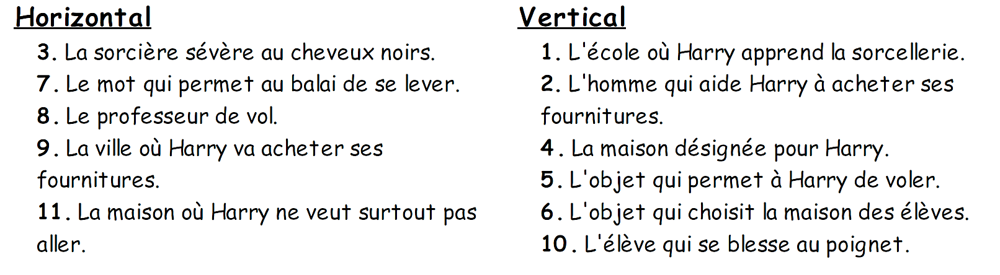 Horizontal
3. La sorcière sévère au cheveux noirs.
7. Le mot qui permet au balai de se lever.
8. Le professeur de vol.
9. La ville où Harry va acheter ses
fournitures.
11. La maison où Harry ne veut surtout pas
aller.
Vertical
1. L'école où Harry apprend la sorcellerie.
2. L'homme qui aide Harry à acheter ses
fournitures.
4. La maison désignée pour Harry.
5. L'objet qui permet à Harry de voler.
6. L'objet qui choisit la maison des élèves.
10. L'élève qui se blesse au poignet.